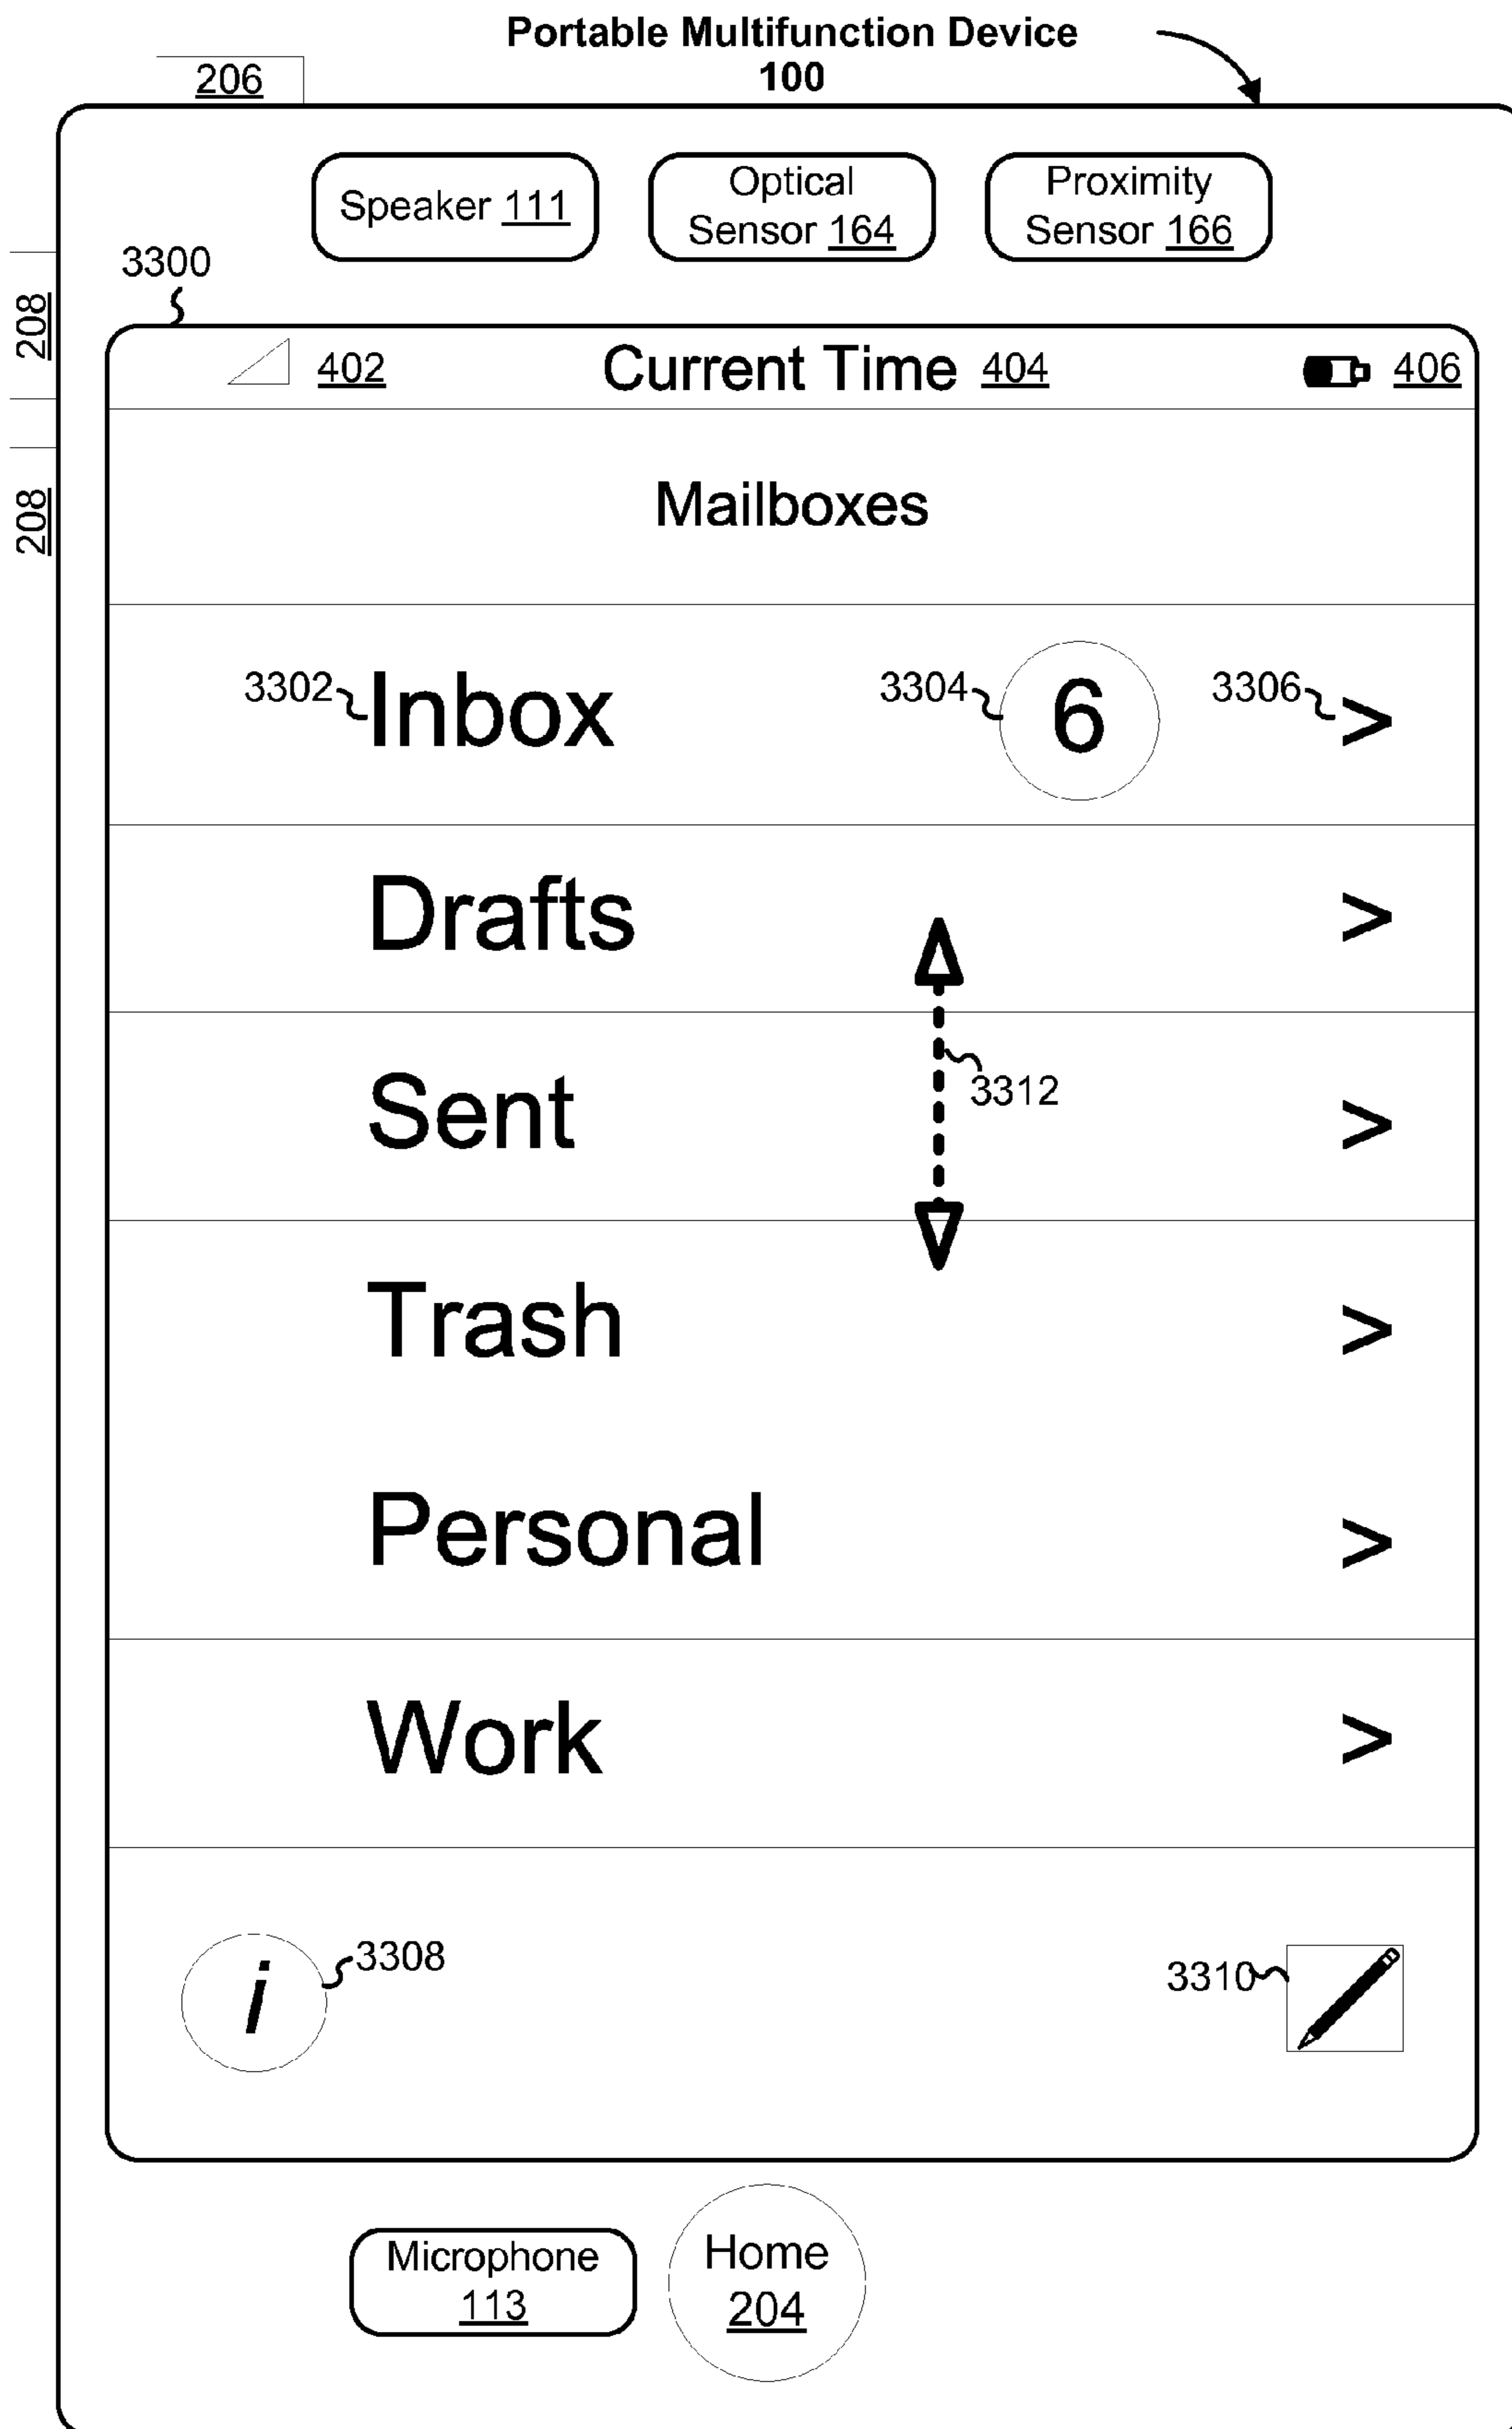 Portable Multifunction Device
100
206
Speaker 111
Optical
Sensor 164
Proximity
Sensor 166
3300
208
402
Current Time 404
406
Mailboxes
208
3302 Inbox 3304 6 3306 >
Drafts >
Sent 3312 >
Trash >
Personal >
Work >
i 3308
3310
Microphone
113
Home
204